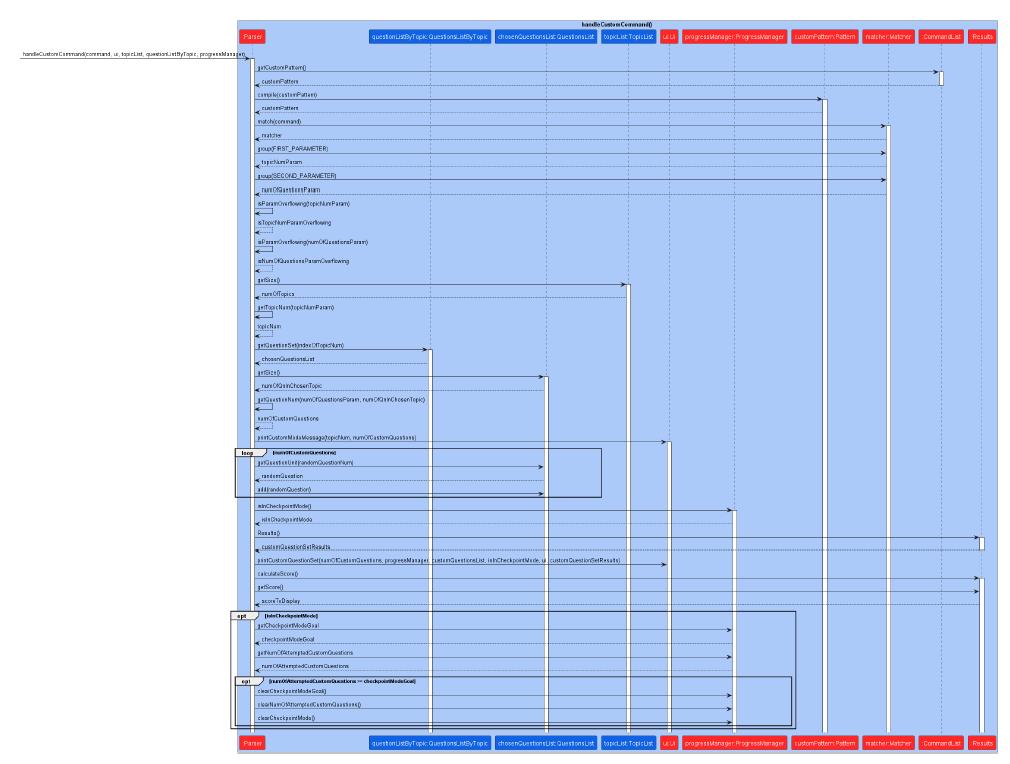 handleCustomCommand()
Parser
questionListByTopic:QuestionsListByTopic
chosenQuestionsList:QuestionsList
topicList:TopicList
ui:Ui
progressManager:ProgressManager
customPattern:Pattern
matcher:Matcher
:CommandList
:Results
handleCustomCommand(command, ui, topicList, questionListByTopic, progressManager)
getCustomPattern()
customPattern
compile(customPattern)
customPattern
match(command)
matcher
group(FIRST_PARAMETER)
topicNumParam
group(SECOND_PARAMETER)
numOfQuestionsParam
isParamOverflowing(topicNumParam)
isTopicNumParamOverflowing
isParamOverflowing(numOfQuestionsParam)
isNumOfQuestionsParamOverflowing
getSize()
numOfTopics
getTopicNum(topicNumParam)
topicNum
getQuestionSet(indexOfTopicNum)
chosenQuestionsList
getSize()
numOfQnInChosenTopic
getQuestionNum(numOfQuestionsParam, numOfQnInChosenTopic)
numOfCustomQuestions
printCustomModeMessage(topicNum, numOfCustomQuestions)
loop [numOfCustomQuestions]
getQuestionUnit(randomQuestionNum)
randomQuestion
add(randomQuestion)
isInCheckpointMode()
isInCheckpointMode
Results()
customQuestionSetResults
printCustomQuestionSet(numOfCustomQuestions, progressManager, customQuestionsList, isInCheckpointMode, ui, customQuestionSetResults)
calculateScore()
getScore()
scoreToDisplay
opt [isInCheckpointMode]
getCheckpointModeGoal
checkpointModeGoal
getNumOfAttemptedCustomQuestions
numOfAttemptedCustomQuestions
opt [numOfAttemptedCustomQuestions >= checkpointModeGoal]
clearCheckpointModeGoal()
clearNumOfAttemptedCustomQuestions()
clearCheckpointMode()
Parser
questionListByTopic:QuestionsListByTopic
chosenQuestionsList:QuestionsList
topicList:TopicList
ui:Ui
progressManager:ProgressManager
customPattern:Pattern
matcher:Matcher
:CommandList
:Results